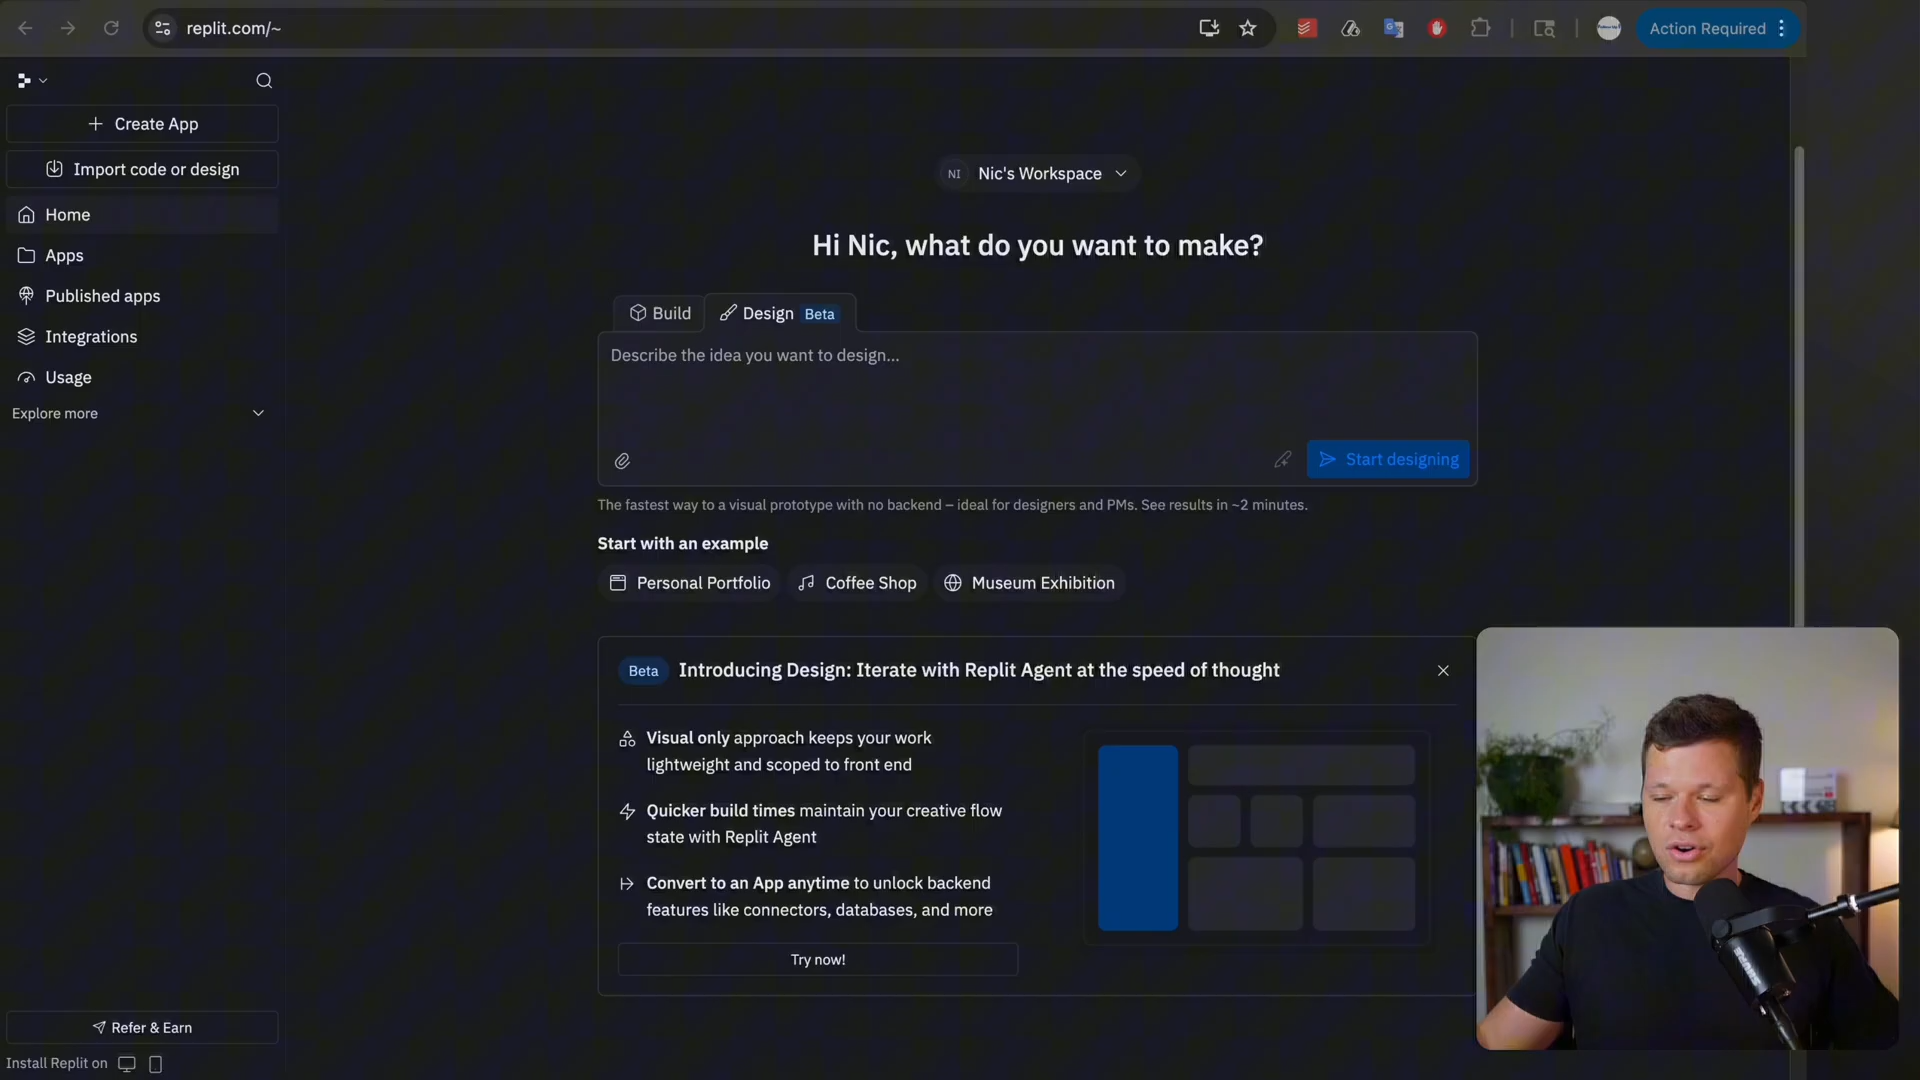 replit.com/~
Action Required
Create App
Import code or design
Home
Apps
Published apps
Integrations
Usage
Explore more
Refer & Earn
Install Replit on
NI Nic's Workspace
Hi Nic, what do you want to make?
Build
Design Beta
Describe the idea you want to design...
Start designing
The fastest way to a visual prototype with no backend – ideal for designers and PMs. See results in ~2 minutes.
Start with an example
Personal Portfolio
Coffee Shop
Museum Exhibition
Beta Introducing Design: Iterate with Replit Agent at the speed of thought
Visual only approach keeps your work
lightweight and scoped to front end
Quicker build times maintain your creative flow
state with Replit Agent
Convert to an App anytime to unlock backend
features like connectors, databases, and more
Try now!